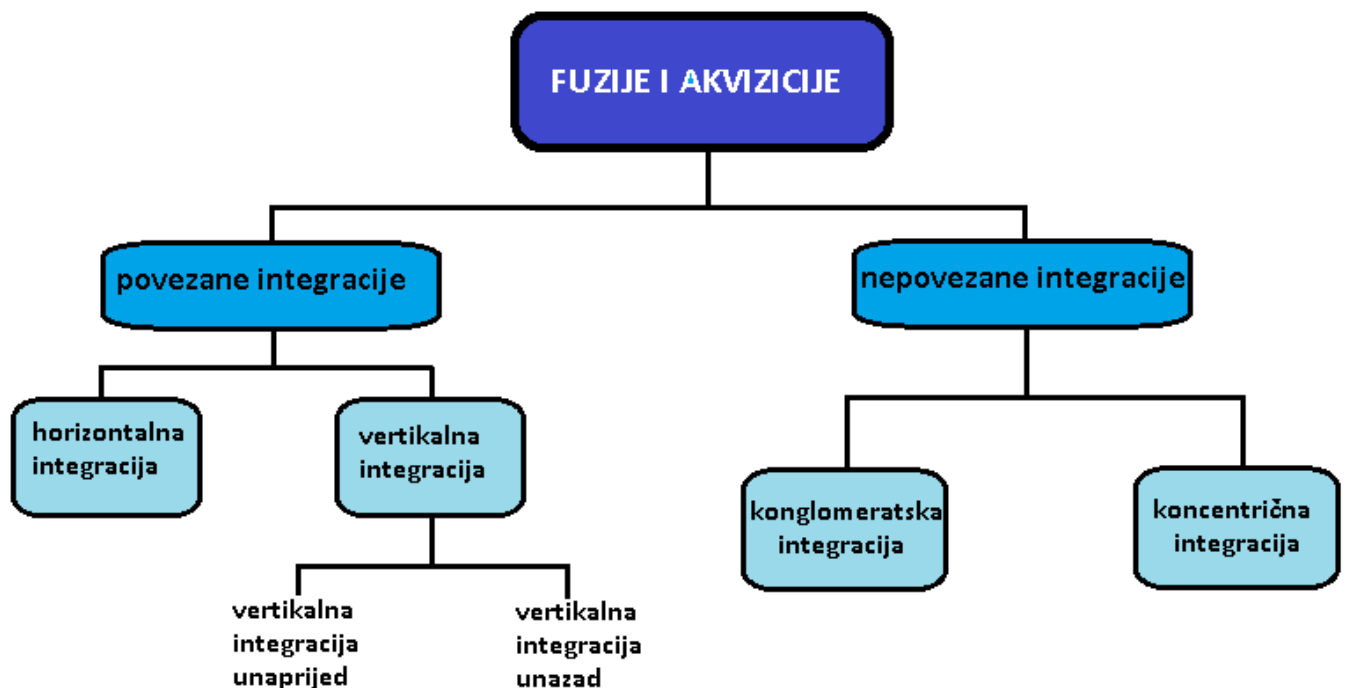 FUZIJE I AKVIZICIJE
povezane integracije
nepovezane integracije
horizontalna
integracija
vertikalna
integracija
konglomeratska
integracija
koncentrična
integracija
vertikalna
integracija
unaprijed
vertikalna
integracija
unazad